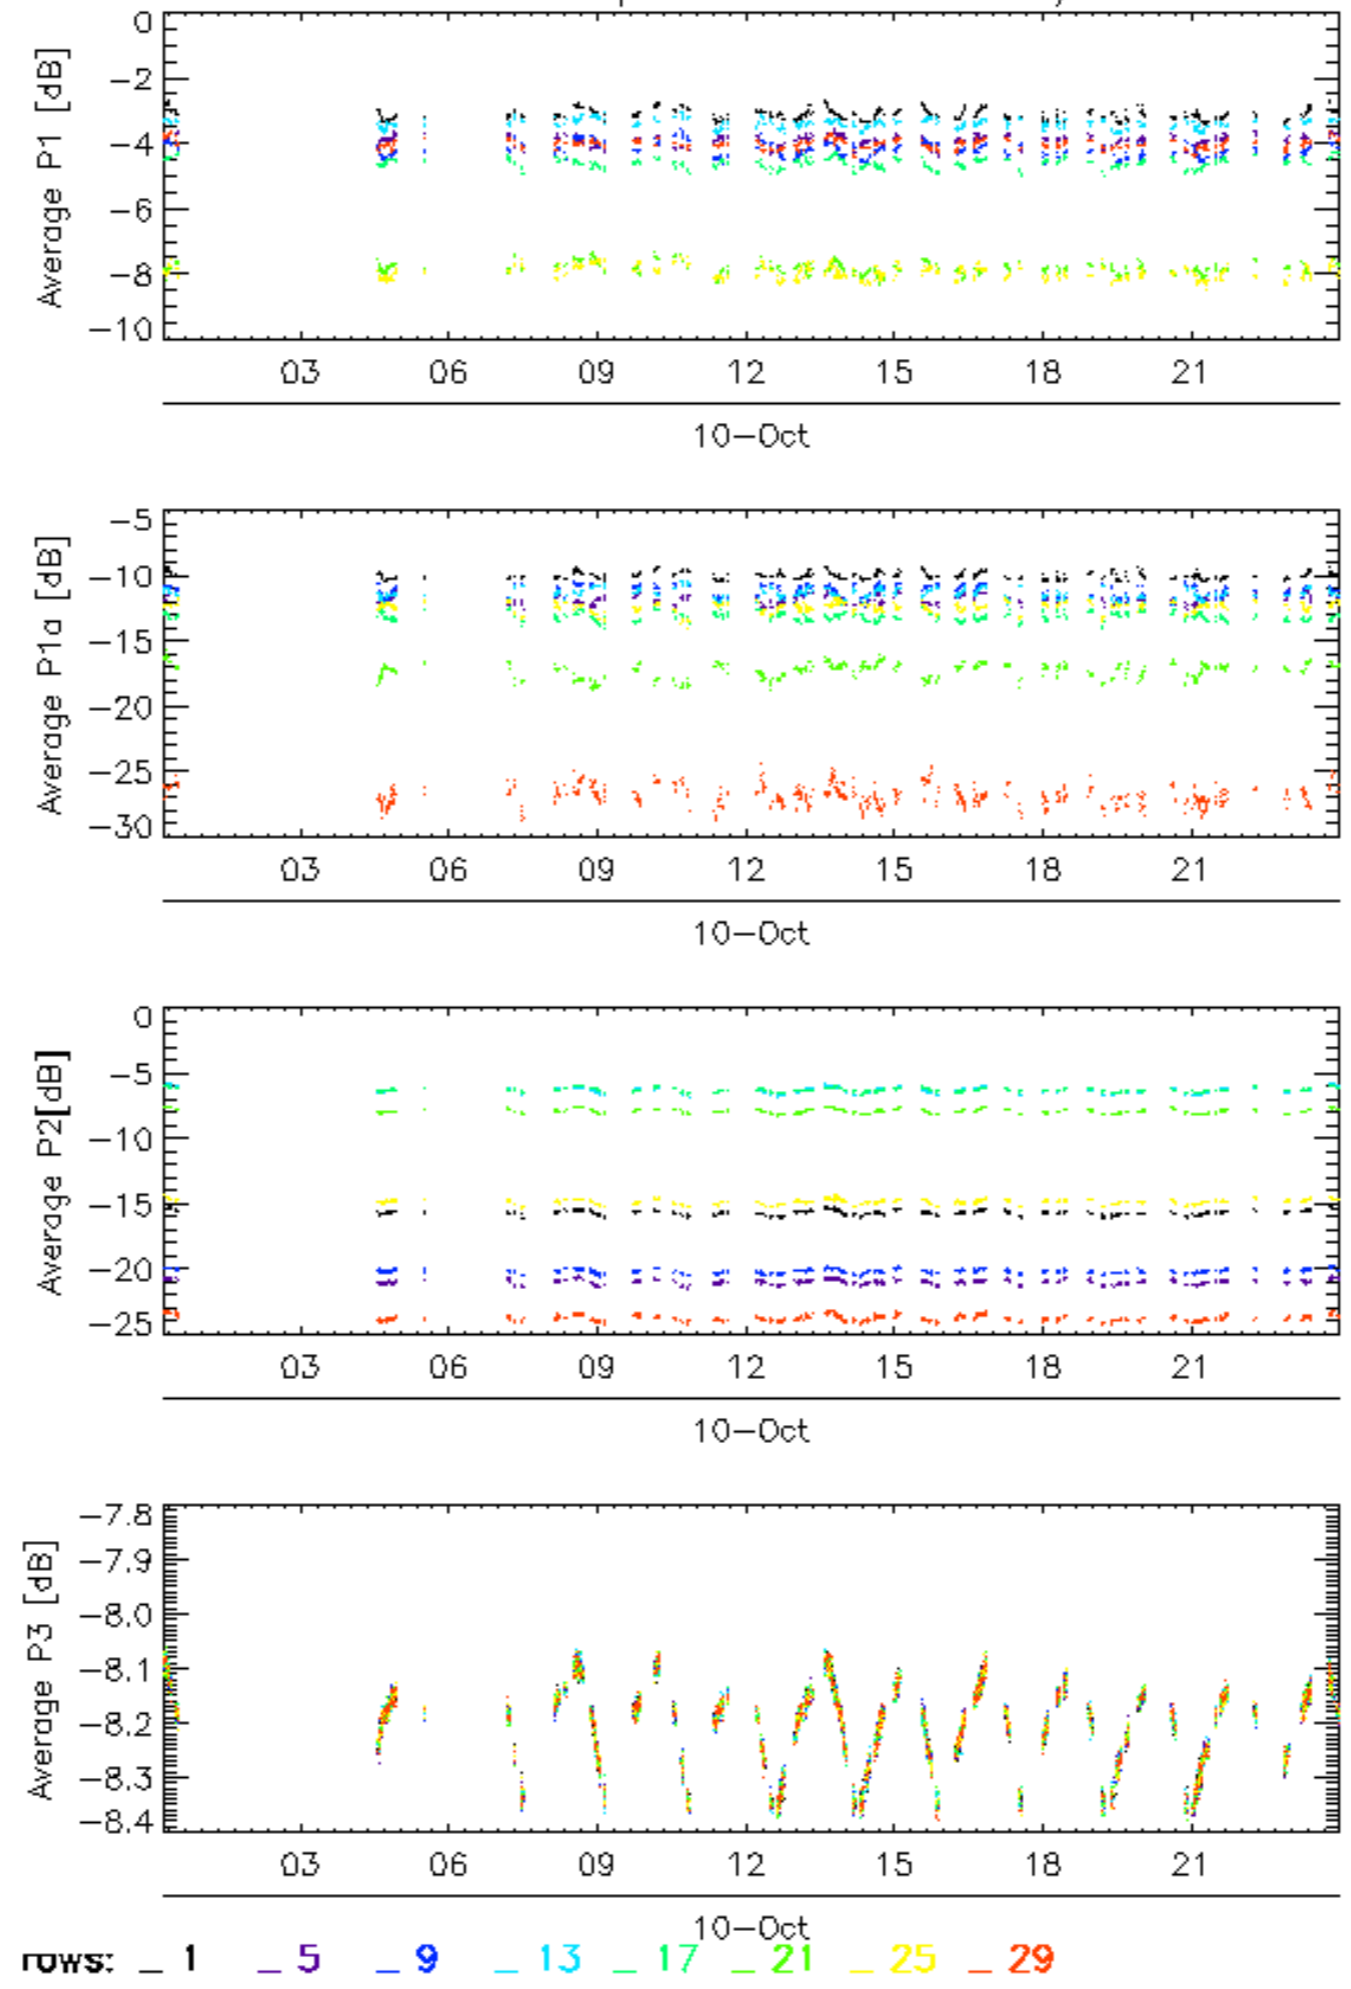 0
−2
−4
−6
−8
−10
Average P1 [dB]
03 06 09 12 15 18 21
10−Oct
−5
−10
−15
−20
−25
−30
Average P1a [dB]
03 06 09 12 15 18 21
10−Oct
0
−5
−10
−15
−20
−25
Average P2[dB]
03 06 09 12 15 18 21
10−Oct
−7.8
−7.9
−8.0
−8.1
−8.2
−8.3
−8.4
Average P3 [dB]
03 06 09 12 15 18 21
10−Oct
rows: _ 1 _ 5 _ 9 _ 13 _ 17 _ 21 _ 25 _ 29